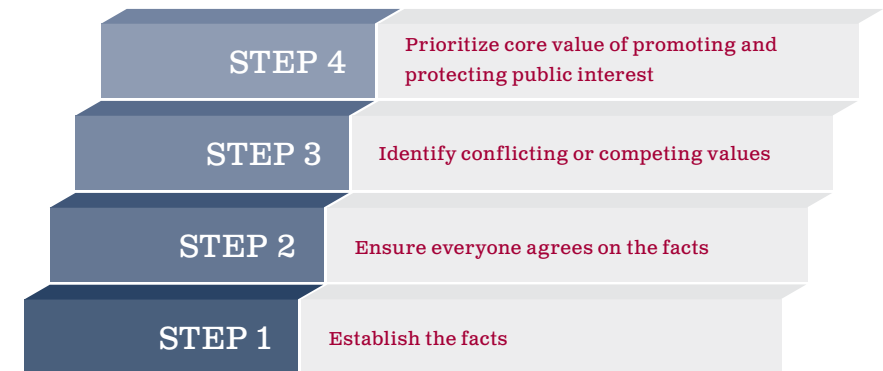 STEP 4
Prioritize core value of promoting and
protecting public interest
STEP 3
Identify conflicting or competing values
STEP 2
Ensure everyone agrees on the facts
STEP 1
Establish the facts